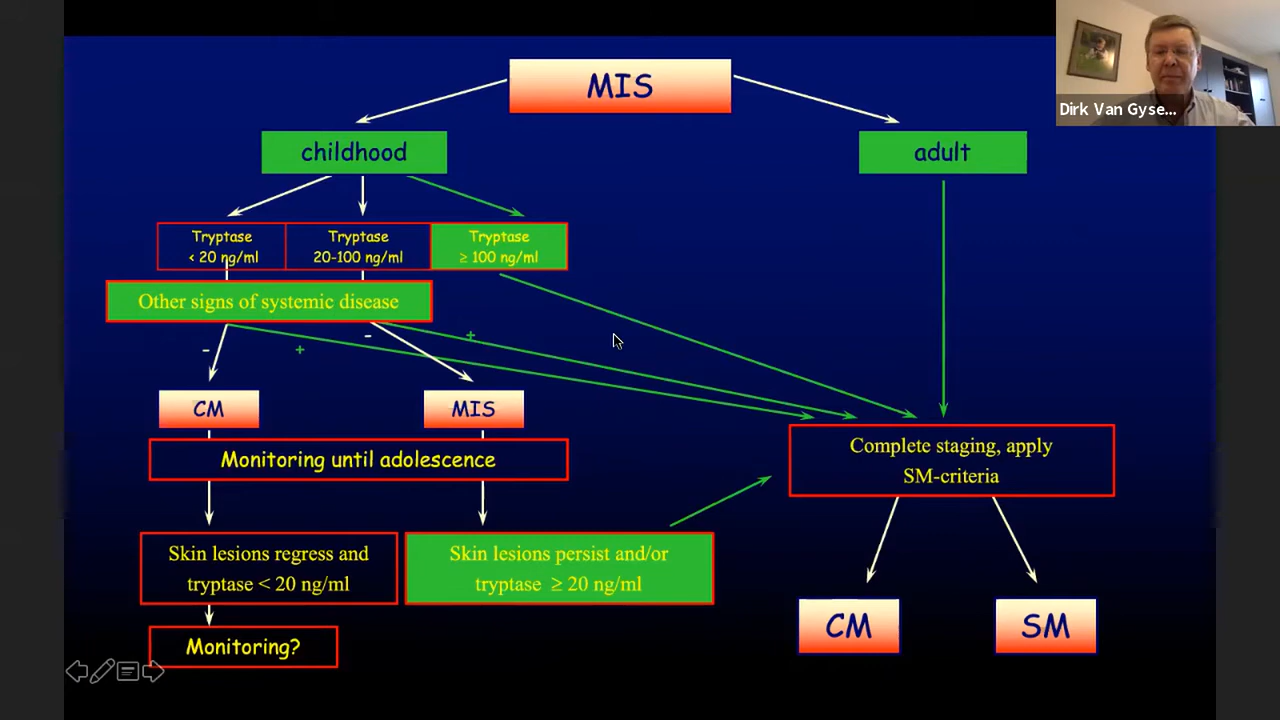 MIS
Dirk Van Gyse...
childhood
adult
Tryptase
< 20 ng/ml
Tryptase
20-100 ng/ml
Tryptase
≥ 100 ng/ml
Other signs of systemic disease
-
+
-
+
CM
MIS
Monitoring until adolescence
Complete staging, apply
SM-criteria
Skin lesions regress and
tryptase < 20 ng/ml
Skin lesions persist and/or
tryptase ≥ 20 ng/ml
Monitoring?
CM
SM